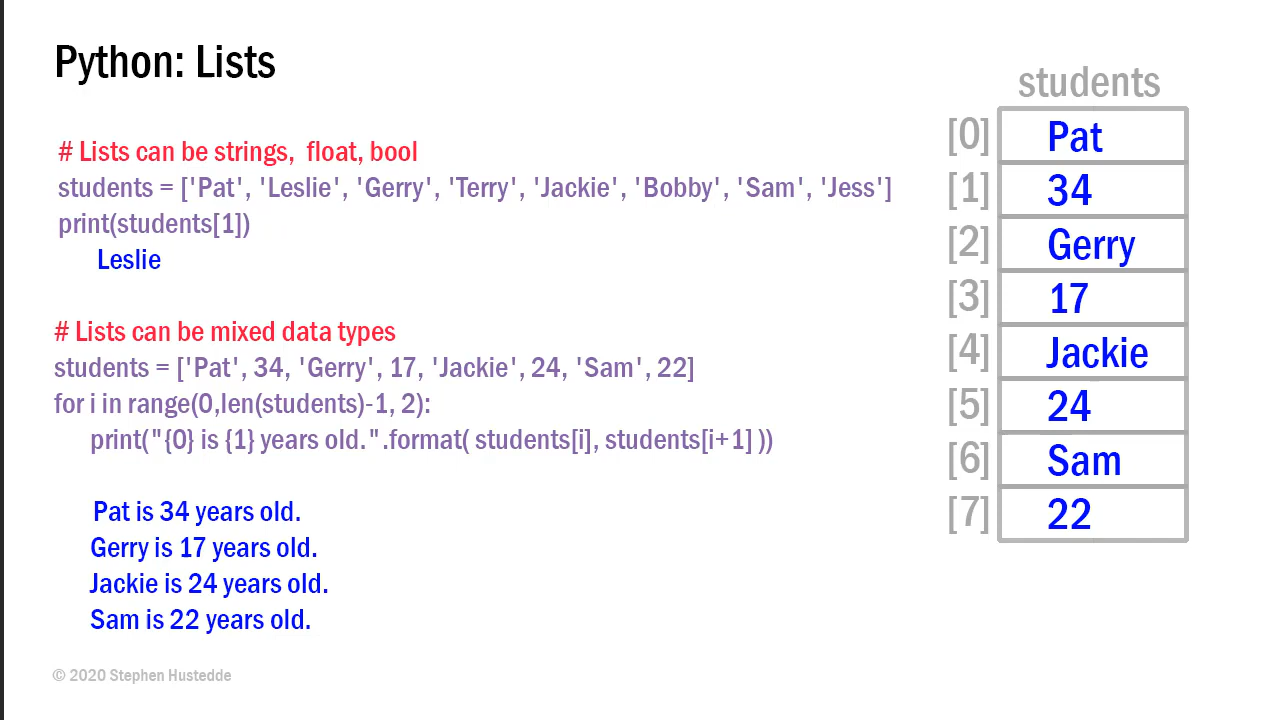 Python: Lists
# Lists can be strings,  float, bool
students = ['Pat', 'Leslie', 'Gerry', 'Terry', 'Jackie', 'Bobby', 'Sam', 'Jess']
print(students[1])
Leslie
# Lists can be mixed data types
students = ['Pat', 34, 'Gerry', 17, 'Jackie', 24, 'Sam', 22]
for i in range(0,len(students)-1, 2):
print("{0} is {1} years old.".format( students[i], students[i+1] ))
Pat is 34 years old.
Gerry is 17 years old.
Jackie is 24 years old.
Sam is 22 years old.
© 2020 Stephen Hustedde
students
[0] Pat
[1] 34
[2] Gerry
[3] 17
[4] Jackie
[5] 24
[6] Sam
[7] 22